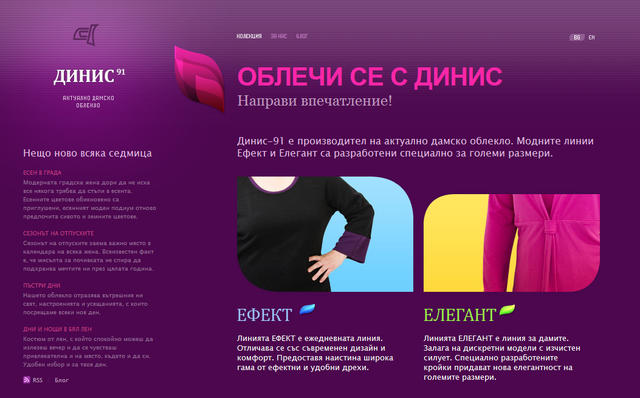 ДИНИС 91
АКТУАЛНО ДАМСКО
ОБЛЕКЛО
КОЛЕКЦИЯ ЗА НАС БЛОГ
BG EN
ОБЛЕЧИ СЕ С ДИНИС
Направи впечатление!
Динис-91 е производител на актуално дамско облекло. Модните линии
Ефект и Елегант са разработени специално за големи размери.
Нещо ново всяка седмица
ЕСЕН В ГРАДА
Модерната градска жена дори да не иска
все някога трябва да стъпи в есента.
Есенните цветове обикновено са
приглушени, есенният моден подиум отново
предпочита сивото и земните цветове.
СЕЗОНЪТ НА ОТПУСКИТЕ
Сезонът на отпуските заема важно място в
календара на всяка жена. Всеизвестен факт
е, че мисълта за почивката не спира да
подхранва мечтите ни през цялата година.
ПЪСТРИ ДНИ
Нашето облекло отразява вътрешния ни
свят, настроенията и усещанията, с които
посрещаме всеки нов ден.
ДНИ И НОЩИ В БЯЛ ЛЕН
Костюм от лен, с който спокойно можеш да
излезеш вечер и да се чувстваш
привлекателна и на място, където и да си.
Удобен избор и за твоя ден.
RSS Блог
ЕФЕКТ
Линията ЕФЕКТ е ежедневната линия.
Отличава се със съвременен дизайн и
комфорт. Предоставя наистина широка
гама от ефектни и удобни дрехи.
ЕЛЕГАНТ
Линията ЕЛЕГАНТ е линия за дамите.
Залага на дискретни модели с изчистен
силует. Специално разработените
кройки придават нова елегантност на
големите размери.